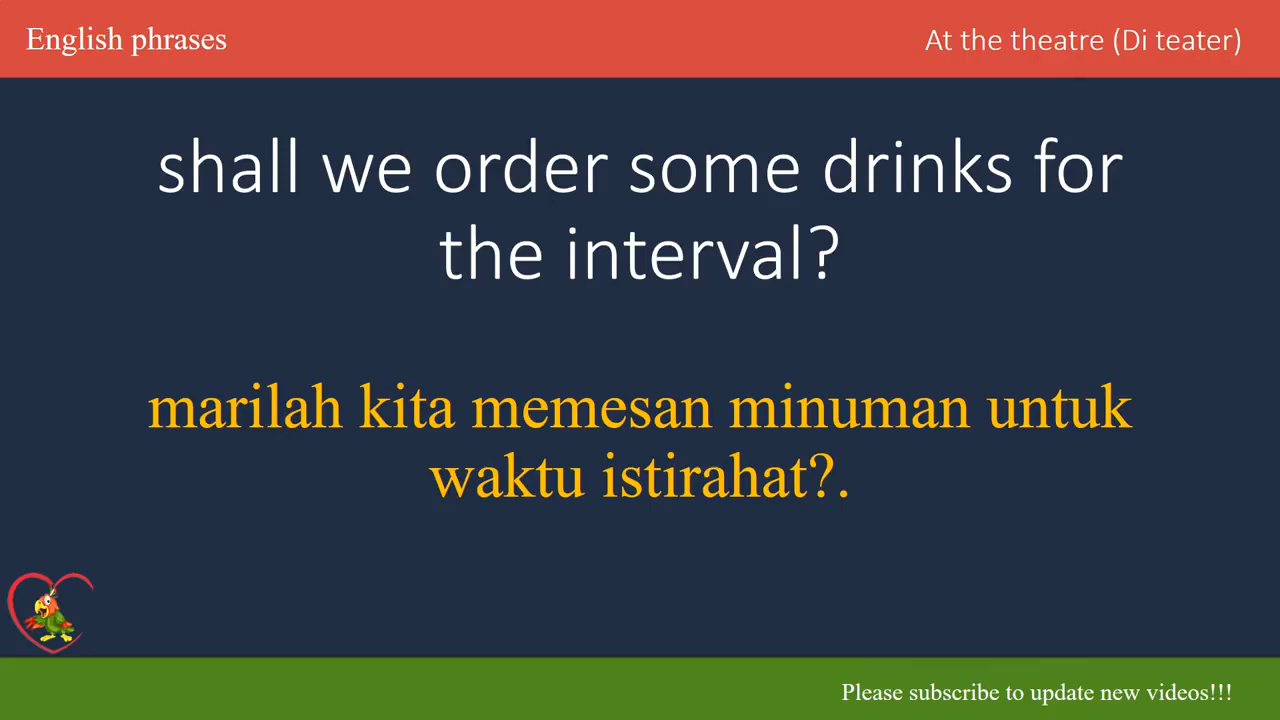 English phrases
At the theatre (Di teater)
shall we order some drinks for
the interval?
marilah kita memesan minuman untuk
waktu istirahat?.
Please subscribe to update new videos!!!